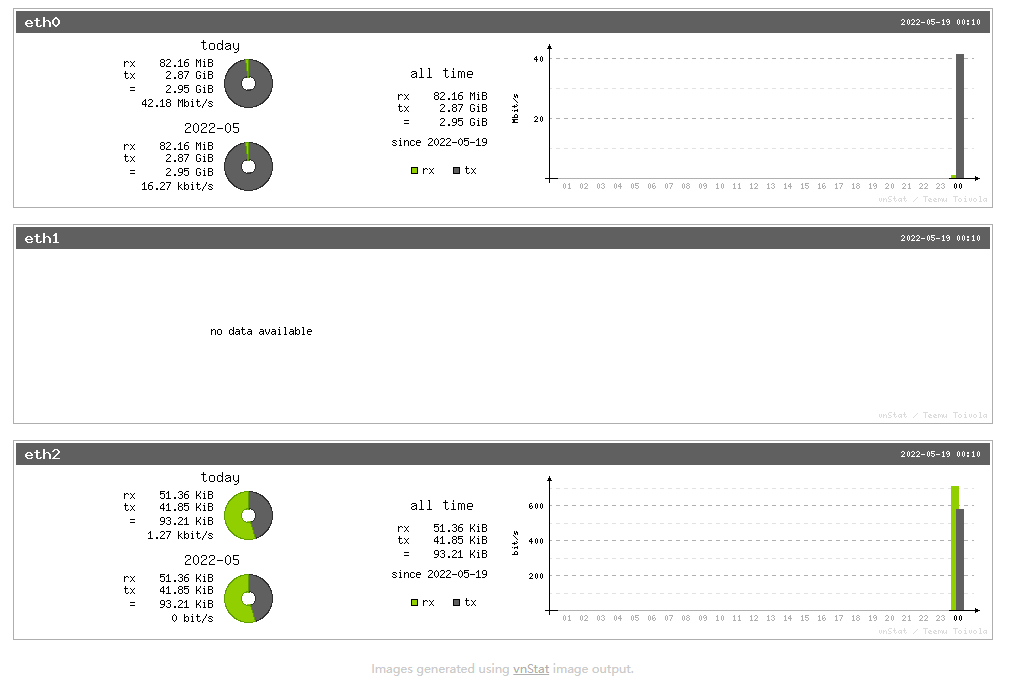 eth0 2022-05-19 00:10
today
rx 82.16 MiB
tx 2.87 GiB
= 2.95 GiB
42.18 Mbit/s
2022-05
rx 82.16 MiB
tx 2.87 GiB
= 2.95 GiB
16.27 kbit/s
all time
rx 82.16 MiB
tx 2.87 GiB
= 2.95 GiB
since 2022-05-19
rx tx
Mbit/s
40
20
01 02 03 04 05 06 07 08 09 10 11 12 13 14 15 16 17 18 19 20 21 22 23 00
vnStat / Teemu Toivola
eth1 2022-05-19 00:10
no data available
vnStat / Teemu Toivola
eth2 2022-05-19 00:10
today
rx 51.36 KiB
tx 41.85 KiB
= 93.21 KiB
1.27 kbit/s
2022-05
rx 51.36 KiB
tx 41.85 KiB
= 93.21 KiB
0 bit/s
all time
rx 51.36 KiB
tx 41.85 KiB
= 93.21 KiB
since 2022-05-19
rx tx
bit/s
600
400
200
01 02 03 04 05 06 07 08 09 10 11 12 13 14 15 16 17 18 19 20 21 22 23 00
vnStat / Teemu Toivola
Images generated using vnStat image output.